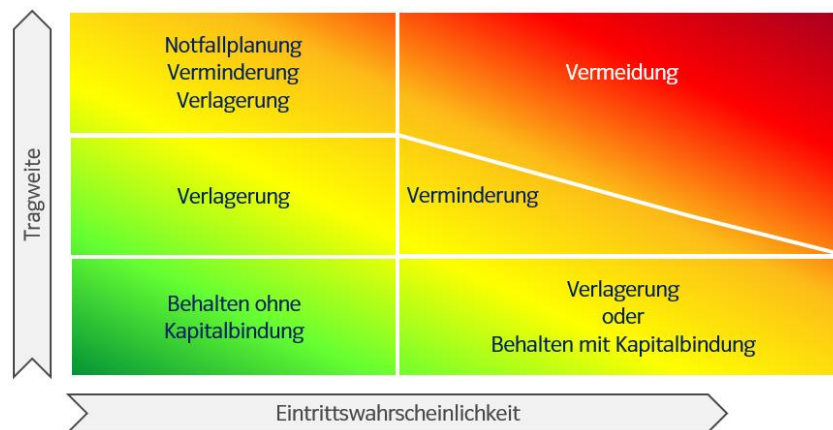 Tragweite
Notfallplanung
Verminderung
Verlagerung
Vermeidung
Verlagerung
Verminderung
Behalten ohne
Kapitalbindung
Verlagerung
oder
Behalten mit Kapitalbindung
Eintrittswahrscheinlichkeit